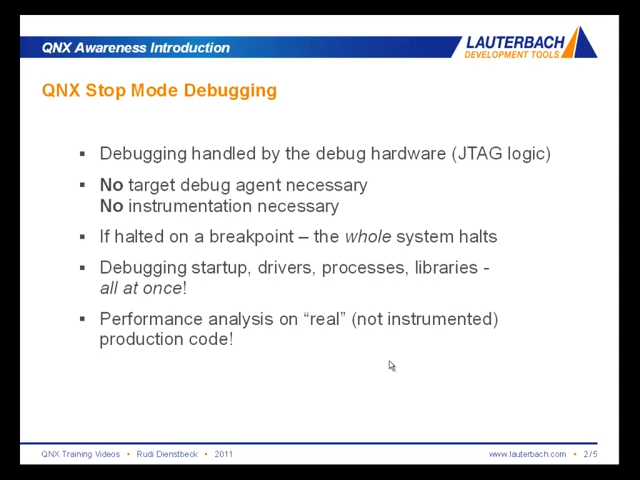 QNX Awareness Introduction
LAUTERBACH
DEVELOPMENT TOOLS
QNX Stop Mode Debugging
▪ Debugging handled by the debug hardware (JTAG logic)
▪ No target debug agent necessary
No instrumentation necessary
▪ If halted on a breakpoint – the whole system halts
▪ Debugging startup, drivers, processes, libraries -
all at once!
▪ Performance analysis on “real” (not instrumented)
production code!
QNX Training Videos • Rudi Dienstbeck • 2011
www.lauterbach.com • 2/5